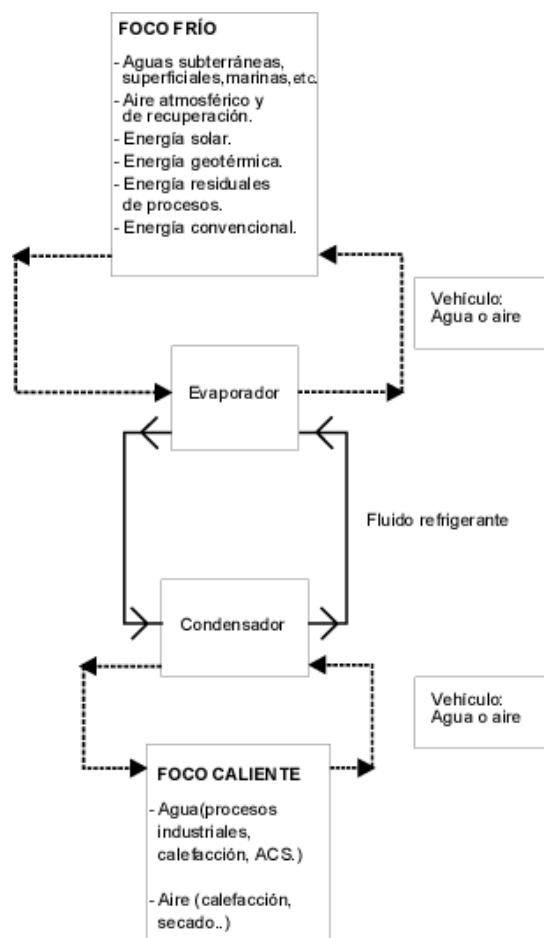 FOCO FRÍO
- Aguas subterráneas,
superficiales, marinas, etc.
- Aire atmosférico y
de recuperación.
- Energía solar.
- Energía geotérmica.
- Energía residuales
de procesos.
- Energía convencional.
Vehículo:
Agua o aire
Evaporador
Fluido refrigerante
Condensador
Vehículo:
Agua o aire
FOCO CALIENTE
- Agua(procesos
industriales,
calefacción, ACS.)
- Aire (calefacción,
secado..)